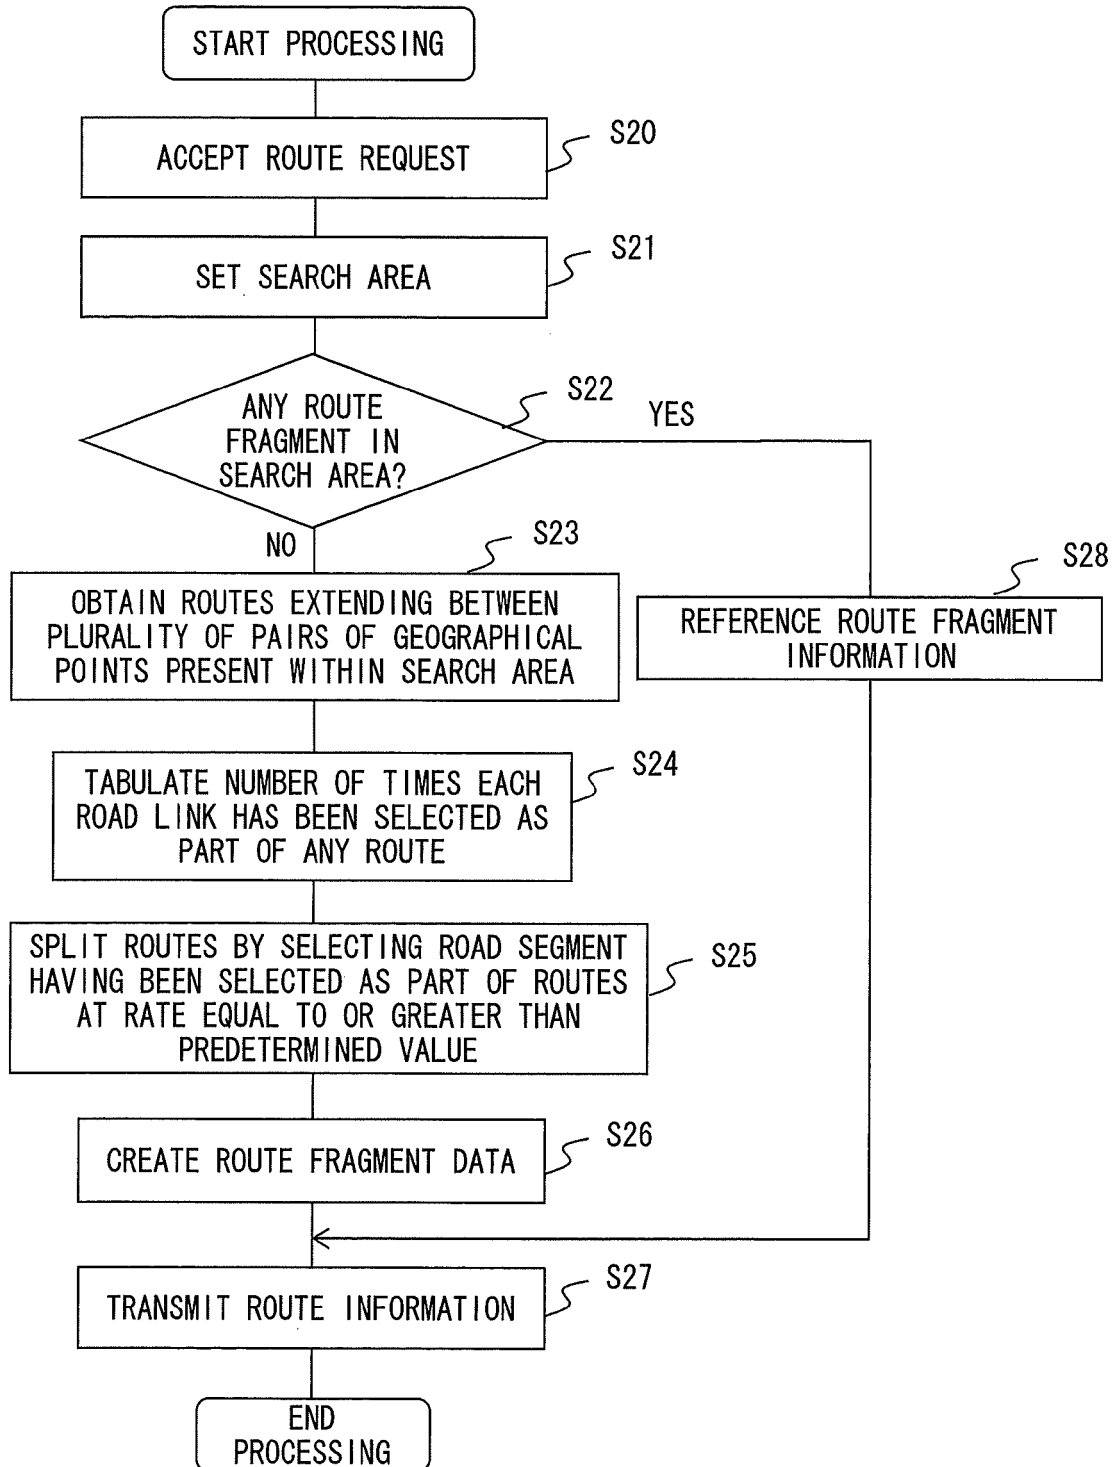 START PROCESSING
ACCEPT ROUTE REQUEST
S20
SET SEARCH AREA
S21
ANY ROUTE
FRAGMENT IN
SEARCH AREA?
S22
YES
NO
S23
OBTAIN ROUTES EXTENDING BETWEEN
PLURALITY OF PAIRS OF GEOGRAPHICAL
POINTS PRESENT WITHIN SEARCH AREA
S28
REFERENCE ROUTE FRAGMENT
INFORMATION
TABULATE NUMBER OF TIMES EACH
ROAD LINK HAS BEEN SELECTED AS
PART OF ANY ROUTE
S24
SPLIT ROUTES BY SELECTING ROAD SEGMENT
HAVING BEEN SELECTED AS PART OF ROUTES
AT RATE EQUAL TO OR GREATER THAN
PREDETERMINED VALUE
S25
CREATE ROUTE FRAGMENT DATA
S26
TRANSMIT ROUTE INFORMATION
S27
END
PROCESSING